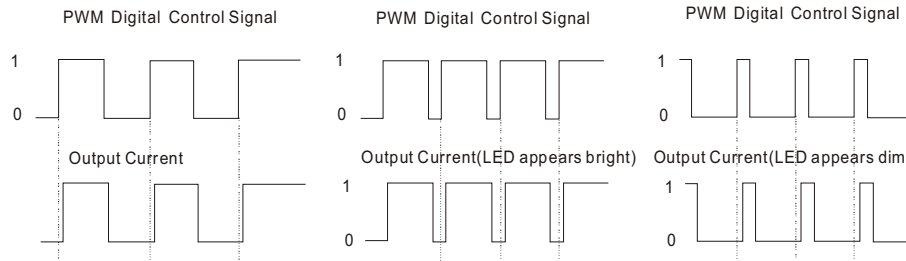 PWM Digital Control Signal
1
0
Output Current
PWM Digital Control Signal
1
0
Output Current(LED appears bright)
1
0
PWM Digital Control Signal
1
0
Output Current(LED appears dim
1
0